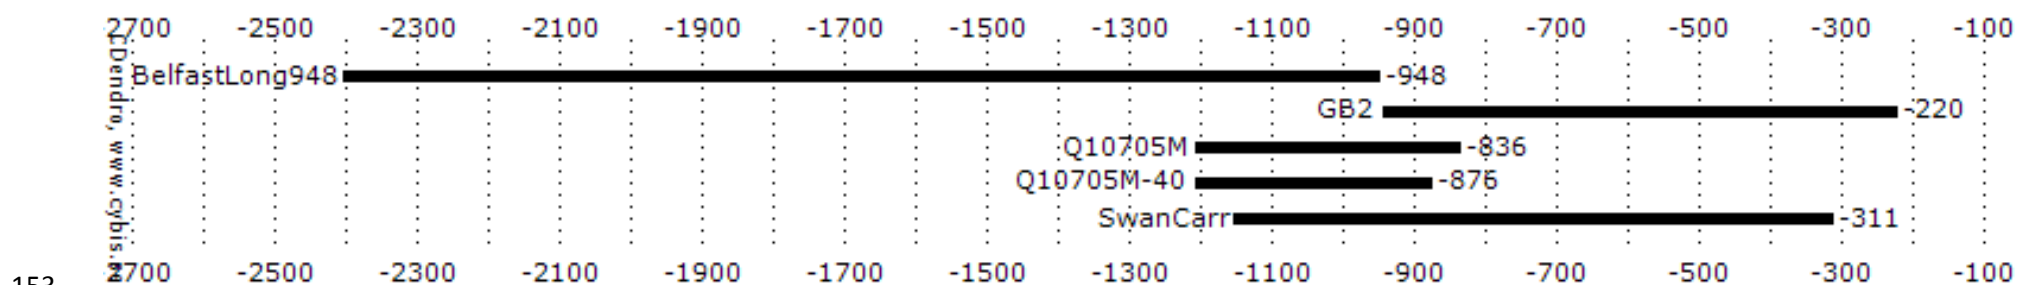 -2700 -2500 -2300 -2100 -1900 -1700 -1500 -1300 -1100 -900 -700 -500 -300 -100
CDendro, www.cybis.
BelfastLong948 -948
GB2 -220
Q10705M -836
Q10705M-40 -876
SwanCarr -311
-2700 -2500 -2300 -2100 -1900 -1700 -1500 -1300 -1100 -900 -700 -500 -300 -100